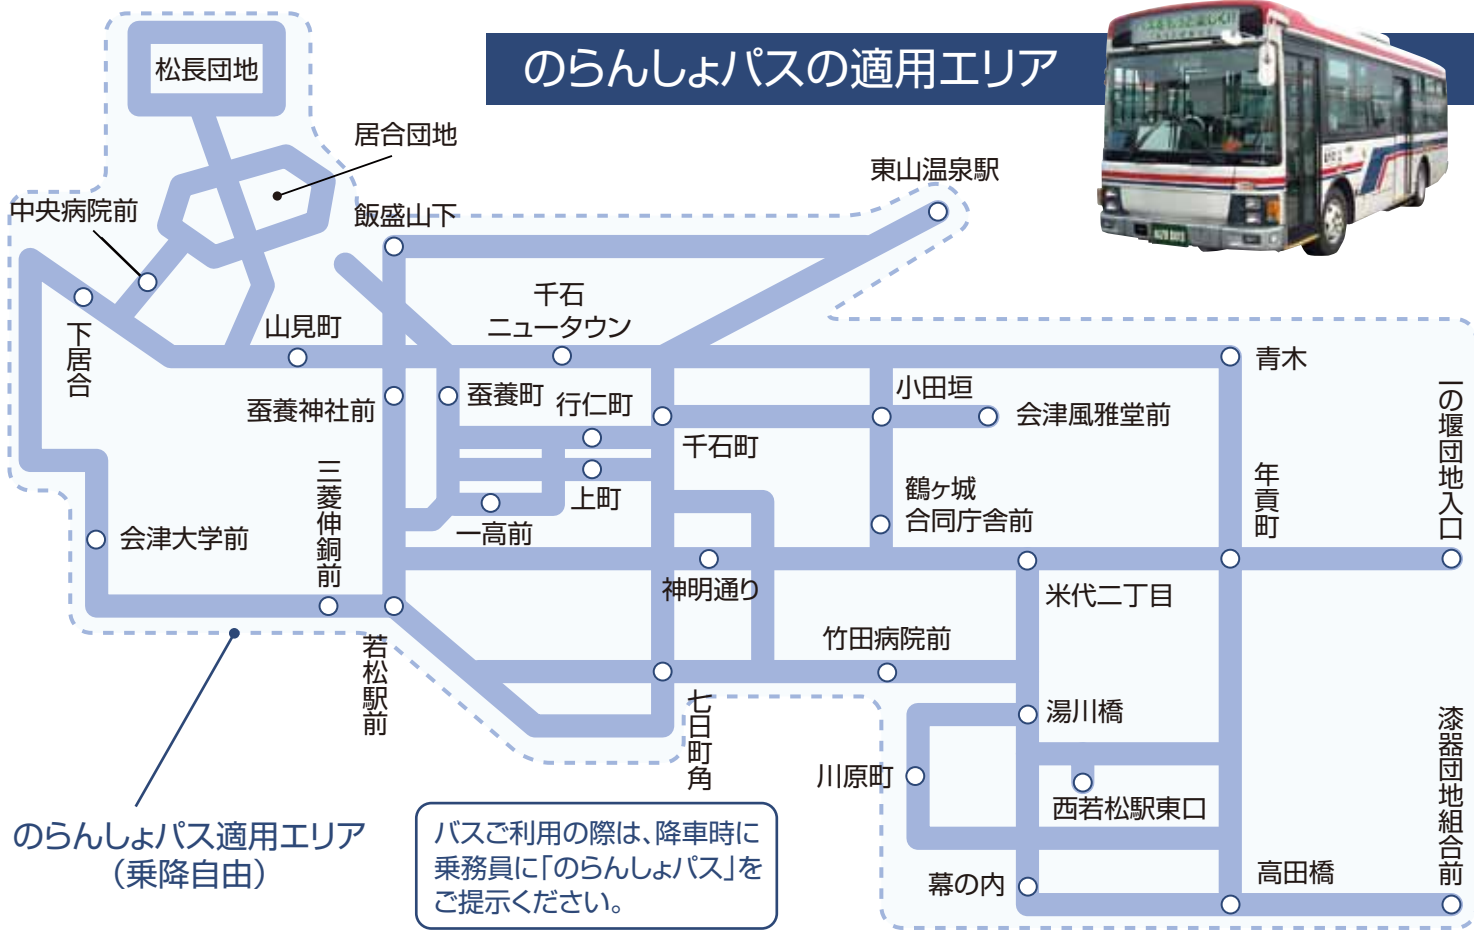 のらんしょパスの適用エリア
松長団地
居合団地
中央病院前
飯盛山下
東山温泉駅
下居合
山見町
千石
ニュータウン
青木
蚕養神社前
蚕養町
行仁町
千石町
小田垣
会津風雅堂前
一の堰団地入口
年貢町
三菱伸銅前
会津大学前
一高前
上町
鶴ヶ城
合同庁舎前
神明通り
米代二丁目
若松駅前
竹田病院前
七日町角
湯川橋
川原町
西若松駅東口
漆器団地組合前
幕の内
高田橋
のらんしょパス適用エリア
(乗降自由)
バスご利用の際は、降車時に
乗務員に「のらんしょパス」を
ご提示ください。